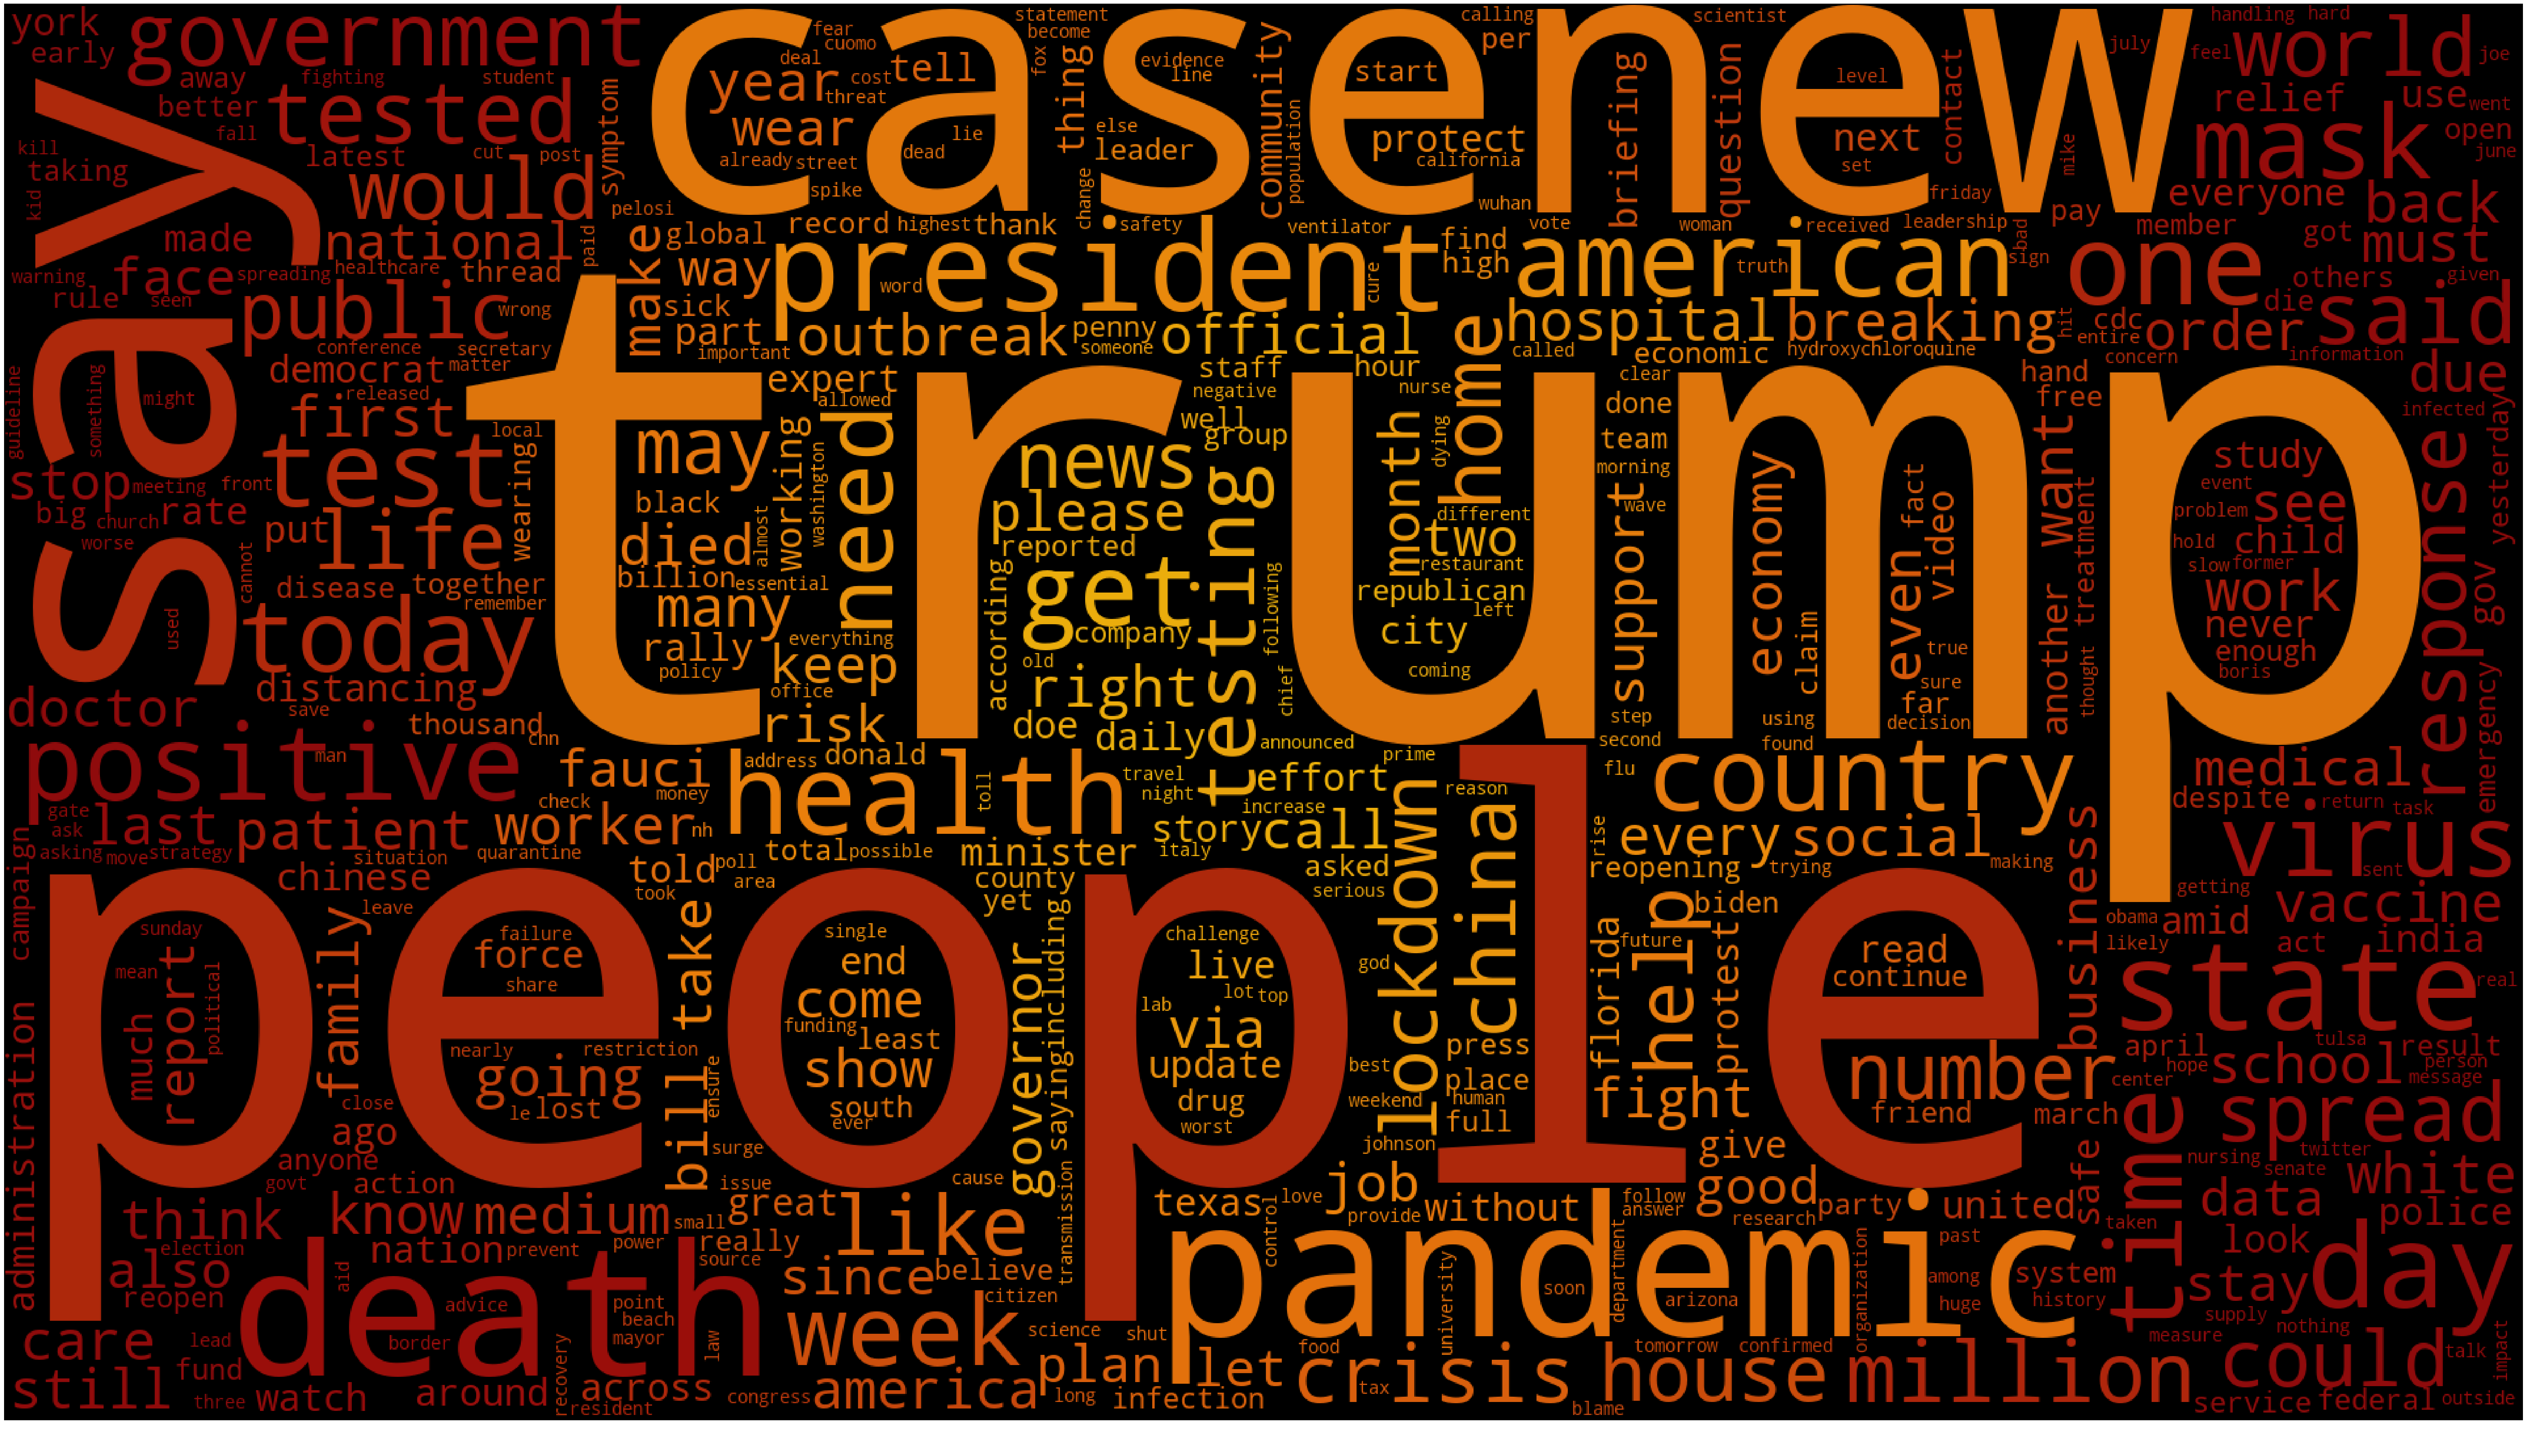 york
government
early
away
fighting
student
better
tested
fall
kill
taking
latest
cut
post
kid
would
symptom
pelosi
say
made
national
paid
warning
face
spreading
healthcare
thread
rule
seen
public
wrong
conference
secretary
democrat
matter
guideline
something
might
released
first
local
stop
meeting
front
test
wearing
big
church
rate
put
life
worse
cannot
disease
together
remember
used
today
distancing
doctor
save
thousand
cnn
positive
man
fear
cuomo
statement
become
calling
per
scientist
case
new
deal
year
cost
tell
threat
fox
thing
evidence
line
community
start
briefing
question
level
contact
july
wear
lie
else
leader
protect
california
next
set
mike
already
street
dead
spike
change
population
wuhan
friday
handling
hard
feel
world
joe
relief
use
went
mask
open
june
everyone
back
pay
member
got
must
record
highest
thank
safety
ventilator
vote
woman
received
leadership
bad
sign
global
make
way
president
word
cure
find
high
american
truth
one
others
given
die
said
sick
part
important
outbreak
penny
someone
official
home
hospital
called
breaking
hit
cdc
entire
order
concern
information
economic
hydroxychloroquine
trump
expert
allowed
staff
negative
hour
nurse
clear
hand
free
due
infected
may
working
need
news
well
group
month
dying
done
team
morning
want
yesterday
response
black
washington
please
testing
different
two
support
wave
economy
fact
video
even
study
event
problem
see
hold
child
slow
former
died
almost
reported
restaurant
billion
essential
many
according
get
following
republican
left
work
never
enough
boris
gov
rally
everything
company
city
claim
true
treatment
another
thought
policy
keep
old
right
chief
coming
sure
far
decision
emergency
office
risk
doe
daily
announced
prime
step
second
using
found
fauci
address
donald
health
toll
travel
night
effort
increase
reason
flu
country
medical
despite
return
task
check
money
gate
ask
last
patient
worker
nh
story
call
lockdown
china
rise
every
social
making
virus
sent
asking
move
strategy
situation
quarantine
total
possible
minister
italy
asked
serious
reopening
trying
business
getting
vaccine
campaign
chinese
leave
told
took
poll
area
county
yet
biden
obama
amid
likely
act
india
people
sunday
mean
much
report
political
family
failure
force
share
take
single
end
come
funding
least
governor
including
saying
challenge
live
lot
top
lab
via
god
florida
future
help
protest
read
continue
state
real
administration
nearly
restriction
going
le
lost
bill
ensure
show
south
ever
update
drug
worst
best
weekend
press
place
human
full
fight
number
friend
march
april
center
hope
school
tulsa
result
person
message
close
ago
anyone
govt
action
surge
issue
cause
transmission
johnson
give
time
safe
spread
nursing
twitter
senate
think
know
medium
small
great
like
texas
control
love
job
provide
without
follow
answer
good
research
party
united
taken
data
white
police
also
election
nation
prevent
power
really
source
since
believe
citizen
pandemic
university
soon
department
arizona
organization
past
among
huge
system
history
look
stay
day
reopen
aid
death
advice
point
beach
mayor
border
law
week
science
shut
food
tomorrow
confirmed
measure
supply
nothing
care
lead
fund
recovery
plan
let
crisis
tax
house
million
could
talk
impact
still
three
watch
around
across
resident
congress
america
long
infection
blame
service
federal
outside